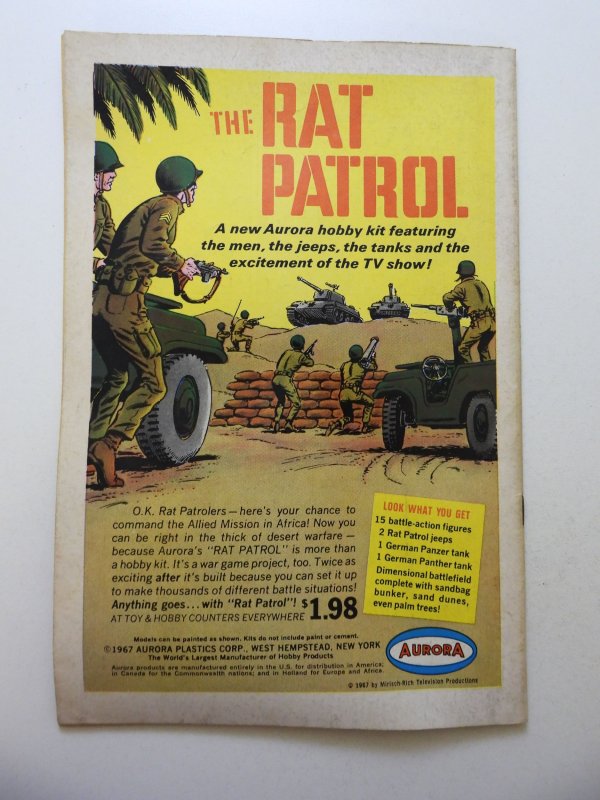 THE RAT
PATROL
A new Aurora hobby kit featuring
the men, the jeeps, the tanks and the
excitement of the TV show!
O.K. Rat Patrolers — here's your chance to
command the Allied Mission in Africa! Now you
can be right in the thick of desert warfare —
because Aurora's "RAT PATROL" is more than
a hobby kit. It's a war game project, too. Twice as
exciting after it's built because you can set it up
to make thousands of different battle situations!
Anything goes... with "Rat Patrol"! $1.98
AT TOY & HOBBY COUNTERS EVERYWHERE
LOOK WHAT YOU GET
15 battle-action figures
2 Rat Patrol jeeps
1 German Panzer tank
1 German Panther tank
Dimensional battlefield
complete with sandbag
bunker, sand dunes,
even palm trees!
Models can be painted as shown. Kits do not include paint or cement.
©1967 AURORA PLASTICS CORP., WEST HEMPSTEAD, NEW YORK
The World's Largest Manufacturer of Hobby Products
Aurora products are manufactured entirely in the U.S. for distribution in America;
in Canada for the Commonwealth nations; and in Holland for Europe and Africa.
AURORA
© 1967 by Mirisch-Rich Television Productions